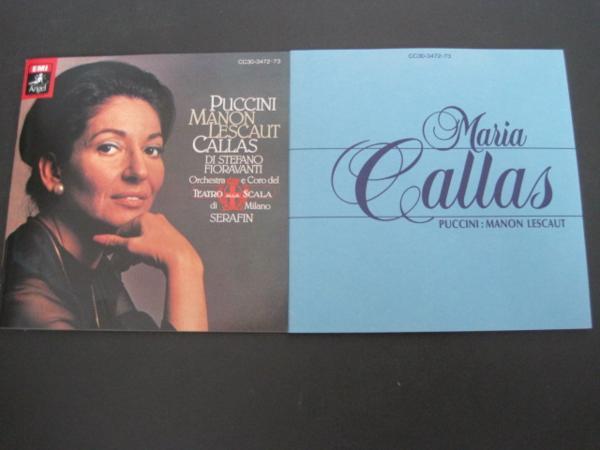 EMI
Angel
CC30-3472·73
PUCCINI
MANON
LESCAUT
CALLAS
DI STEFANO
FIORAVANTI
Orchestra e Coro del
TEATRO ALLA SCALA
di Milano
SERAFIN
CC30-3472·73
Maria
Callas
PUCCINI : MANON LESCAUT